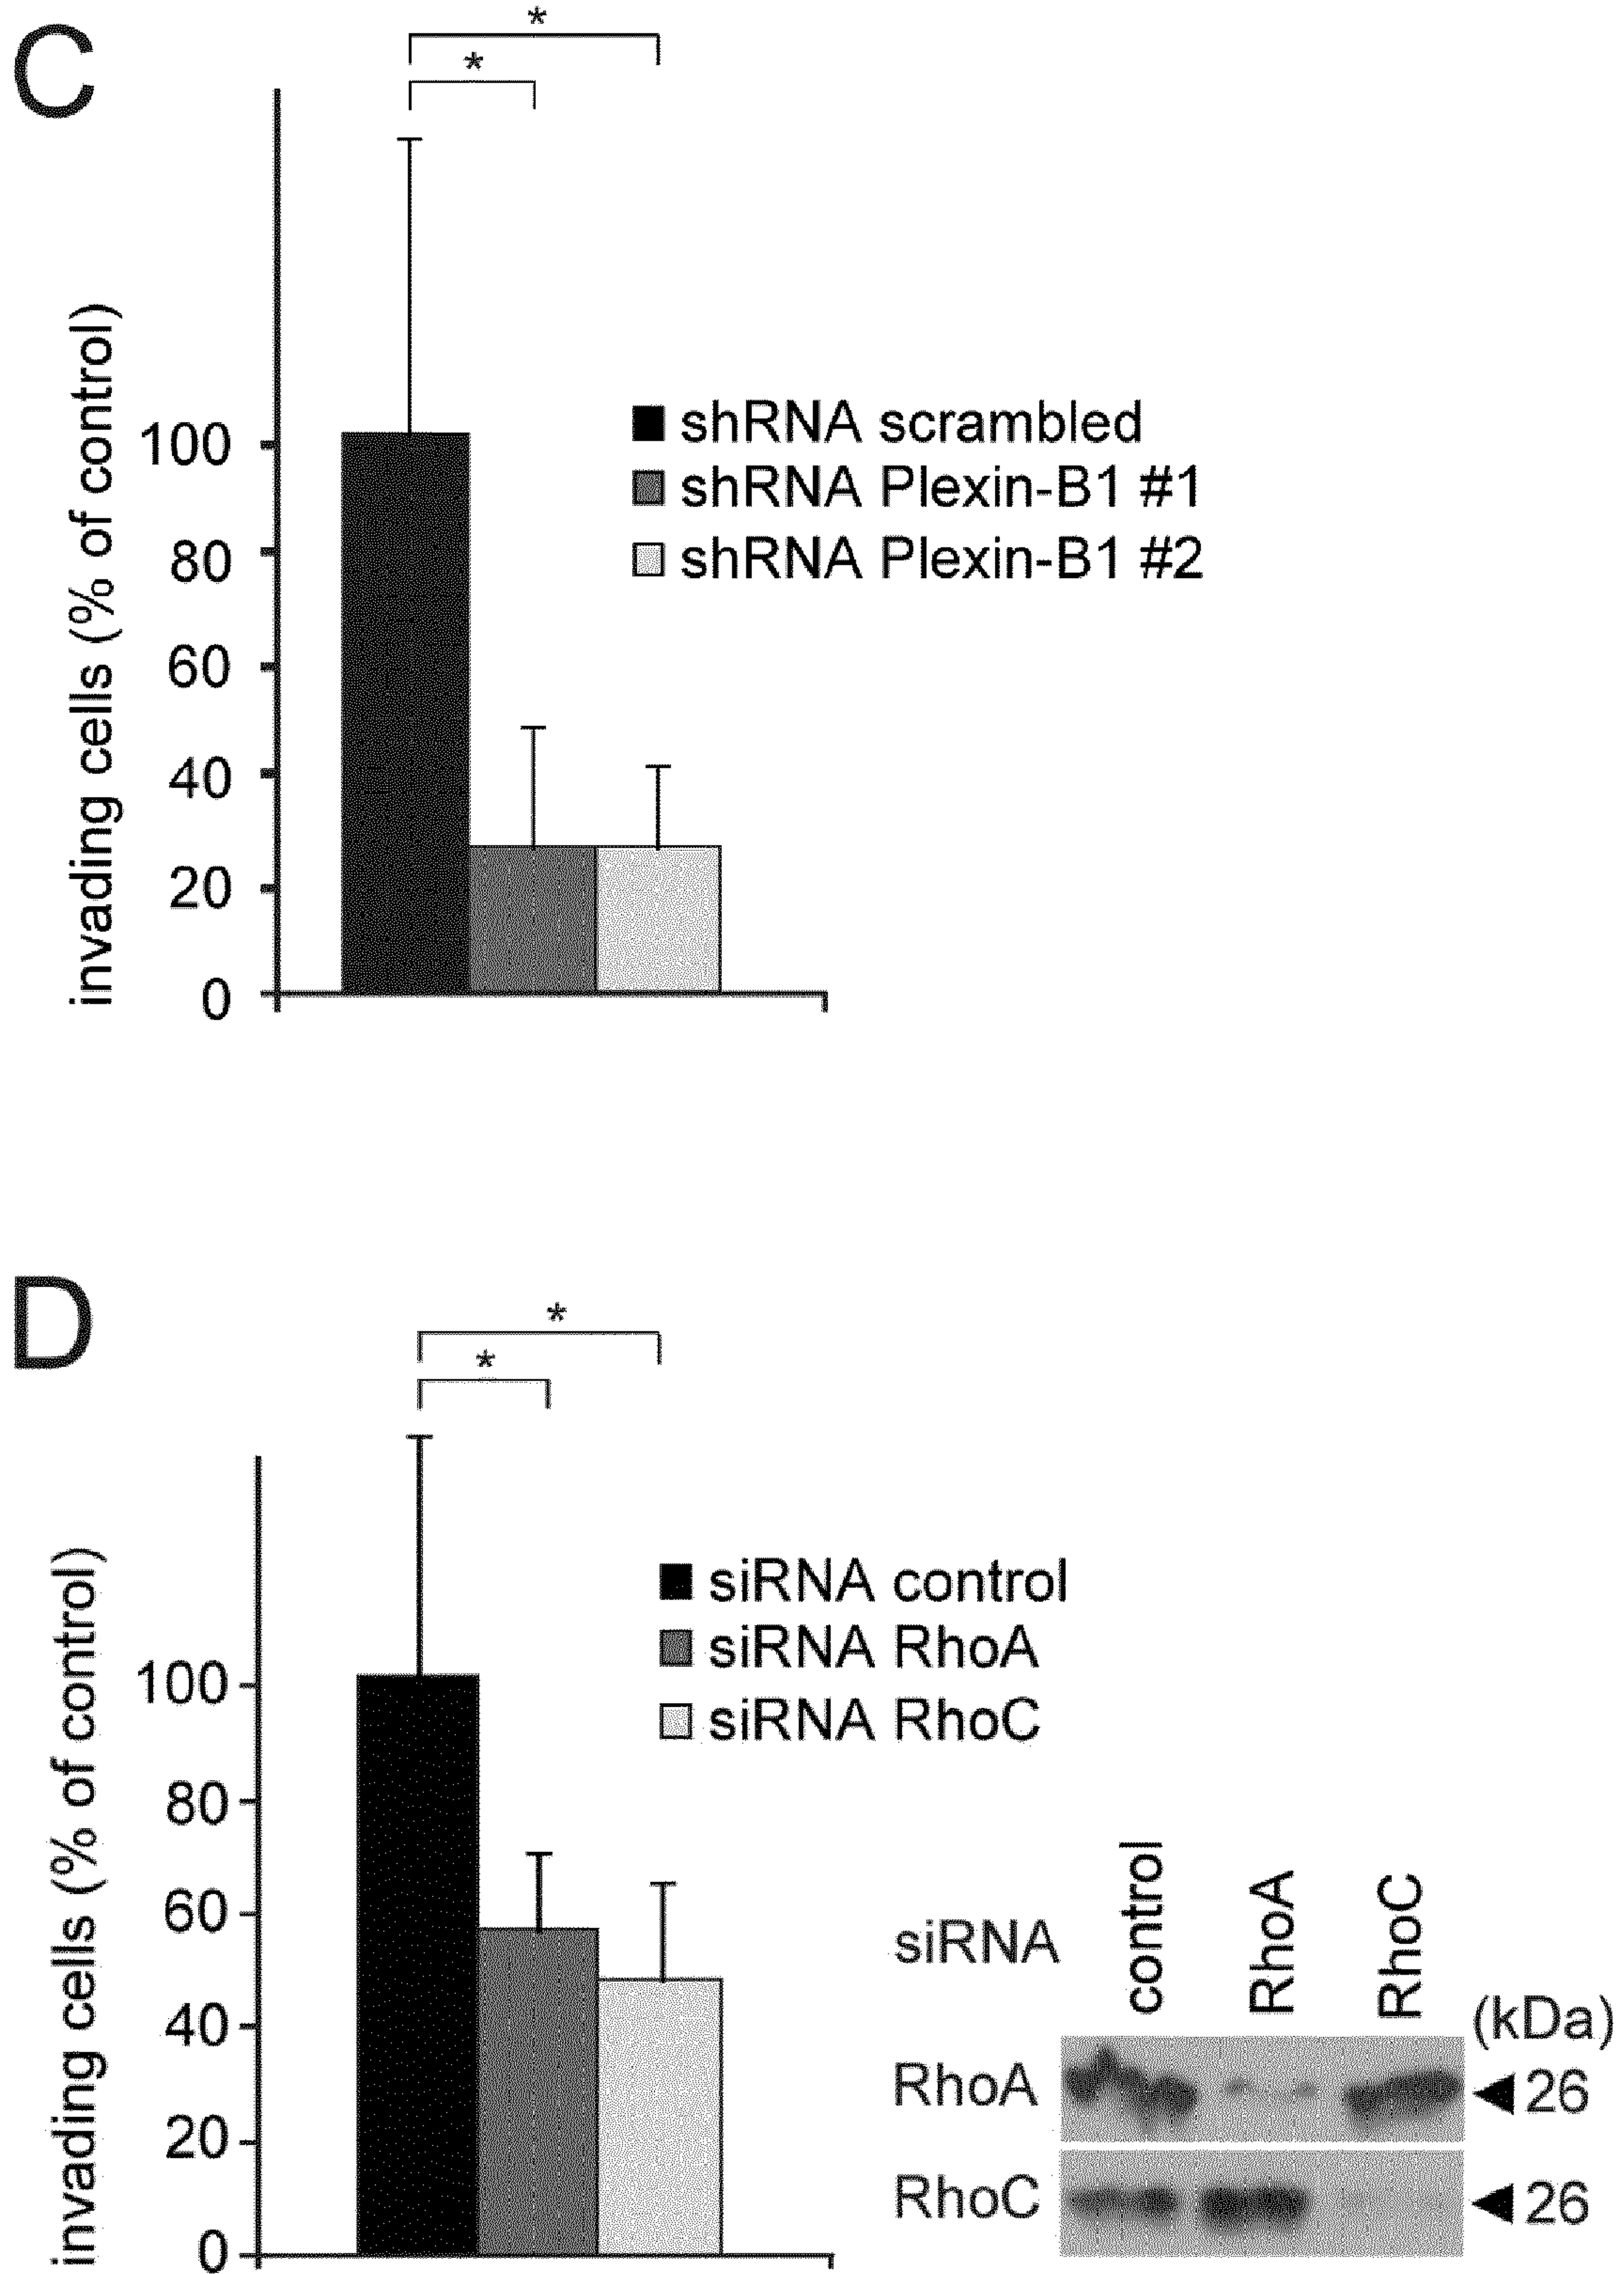 C
*
*
invading cells (% of control)
100
80
60
40
20
0
shRNA scrambled
shRNA Plexin-B1 #1
shRNA Plexin-B1 #2
D
*
*
invading cells (% of control)
100
80
60
40
20
0
siRNA control
siRNA RhoA
siRNA RhoC
siRNA control RhoA RhoC (kDa)
RhoA 26
RhoC 26